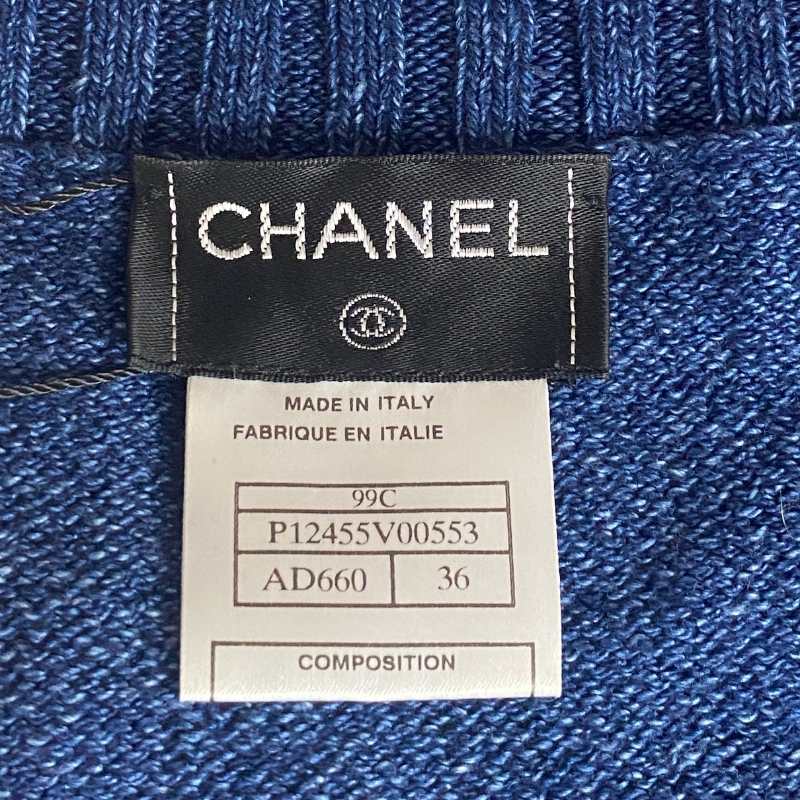 CHANEL
MADE IN ITALY
FABRIQUE EN ITALIE
99C
P12455V00553
AD660 36
COMPOSITION